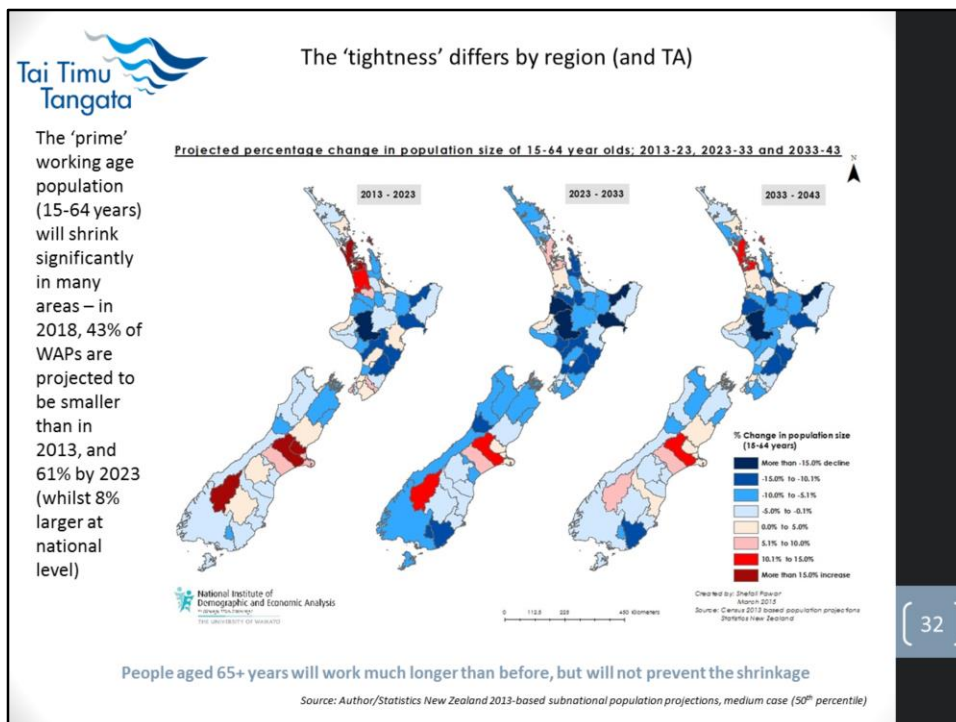 Tai Timu
Tangata
The 'tightness' differs by region (and TA)
The 'prime'
working age
population
(15-64 years)
will shrink
significantly
in many
areas – in
2018, 43% of
WAPs are
projected to
be smaller
than in
2013, and
61% by 2023
(whilst 8%
larger at
national
level)
Projected percentage change in population size of 15-64 year olds; 2013-23, 2023-33 and 2033-43
N
2013 - 2023
2023 - 2033
2033 - 2043
% Change in population size
(15-64 years)
More than -15.0% decline
-15.0% to -10.1%
-10.0% to -5.1%
-5.0% to -0.1%
0.0% to 5.0%
5.1% to 10.0%
10.1% to 15.0%
More than 15.0% increase
National Institute of
Demographic and Economic Analysis
THE UNIVERSITY OF WAIKATO
0 112.5 225 450 Kilometers
Created by: Shefali Pawar
March 2015
Source: Census 2013 based population projections
Statistics New Zealand
32
People aged 65+ years will work much longer than before, but will not prevent the shrinkage
Source: Author/Statistics New Zealand 2013-based subnational population projections, medium case (50th percentile)